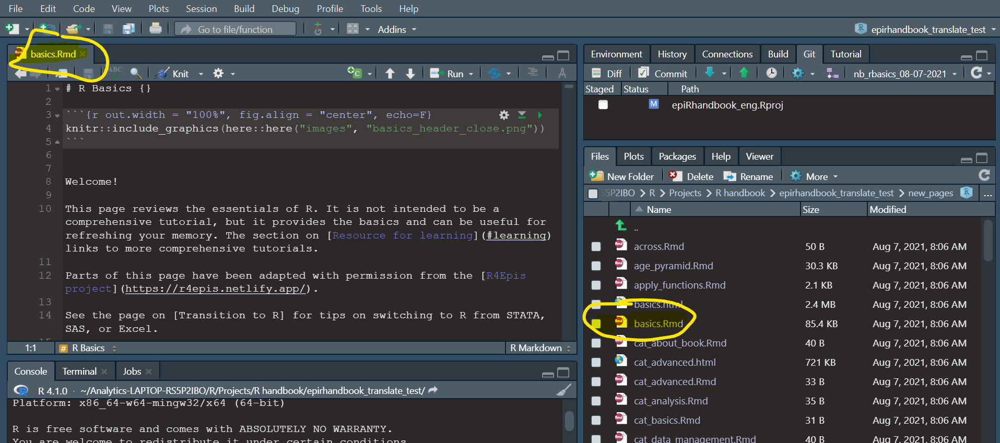 File Edit Code View Plots Session Build Debug Profile Tools Help
Go to file/function Addins epirhandbook_translate_test
basics.Rmd
ABC Knit Run
1 # R Basics {}
2
3 ```{r out.width = "100%", fig.align = "center", echo=F}
4 knitr::include_graphics(here::here("images", "basics_header_close.png"))
5 ```
6
7
8 Welcome!
9
10 This page reviews the essentials of R. It is not intended to be a
comprehensive tutorial, but it provides the basics and can be useful for
refreshing your memory. The section on [Resource for learning](#learning)
links to more comprehensive tutorials.
11
12 Parts of this page have been adapted with permission from the [R4Epis
project](https://r4epis.netlify.app/).
13
14 See the page on [Transition to R] for tips on switching to R from STATA,
SAS, or Excel.
1:1 # R Basics R Markdown
Console Terminal Jobs
R 4.1.0 · ~/Analytics-LAPTOP-RS5P2IBO/R/Projects/R handbook/epirhandbook_translate_test/
Platform: x86_64-w64-mingw32/x64 (64-bit)
R is free software and comes with ABSOLUTELY NO WARRANTY.
You are welcome to redistribute it under certain conditions
Environment History Connections Build Git Tutorial
Diff Commit nb_rbasics_08-07-2021
Staged Status Path
M epiRhandbook_eng.Rproj
Files Plots Packages Help Viewer
New Folder Delete Rename More
S5P2IBO > R > Projects > R handbook > epirhandbook_translate_test > new_pages ...
Name Size Modified
..
across.Rmd 50 B Aug 7, 2021, 8:06 AM
age_pyramid.Rmd 30.3 KB Aug 7, 2021, 8:06 AM
apply_functions.Rmd 2.1 KB Aug 7, 2021, 8:06 AM
basics.html 2.4 MB Aug 7, 2021, 8:06 AM
basics.Rmd 85.4 KB Aug 7, 2021, 8:06 AM
cat_about_book.Rmd 40 B Aug 7, 2021, 8:06 AM
cat_advanced.html 721 KB Aug 7, 2021, 8:06 AM
cat_advanced.Rmd 33 B Aug 7, 2021, 8:06 AM
cat_analysis.Rmd 35 B Aug 7, 2021, 8:06 AM
cat_basics.Rmd 31 B Aug 7, 2021, 8:06 AM
cat_data_management.Rmd 40 B Aug 7, 2021, 8:06 AM